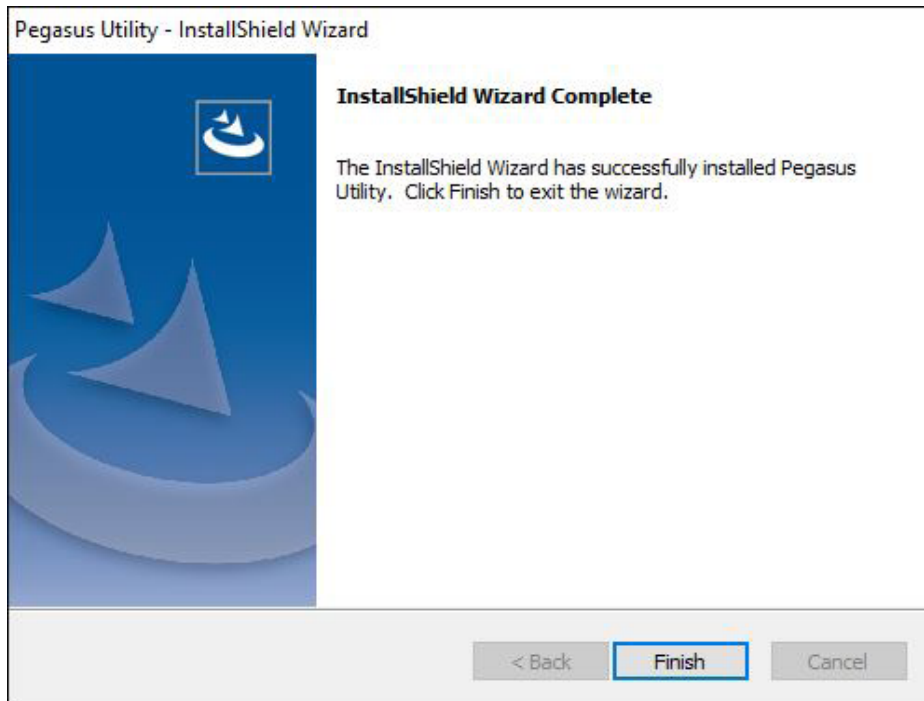 Pegasus Utility - InstallShield Wizard
InstallShield Wizard Complete
The InstallShield Wizard has successfully installed Pegasus
Utility.  Click Finish to exit the wizard.
< Back
Finish
Cancel